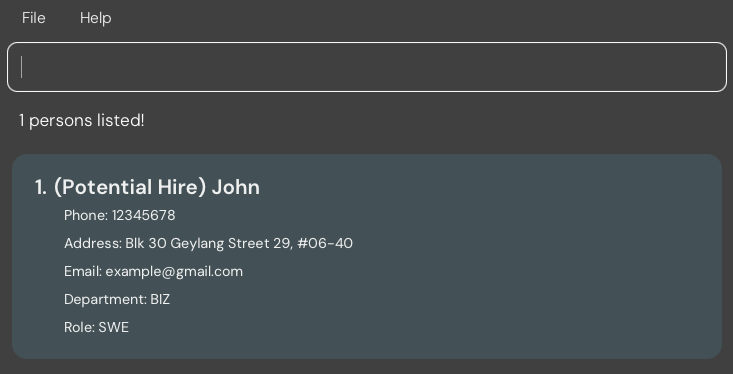 File Help
1 persons listed!
1. (Potential Hire) John
Phone: 12345678
Address: Blk 30 Geylang Street 29, #06-40
Email: example@gmail.com
Department: BIZ
Role: SWE